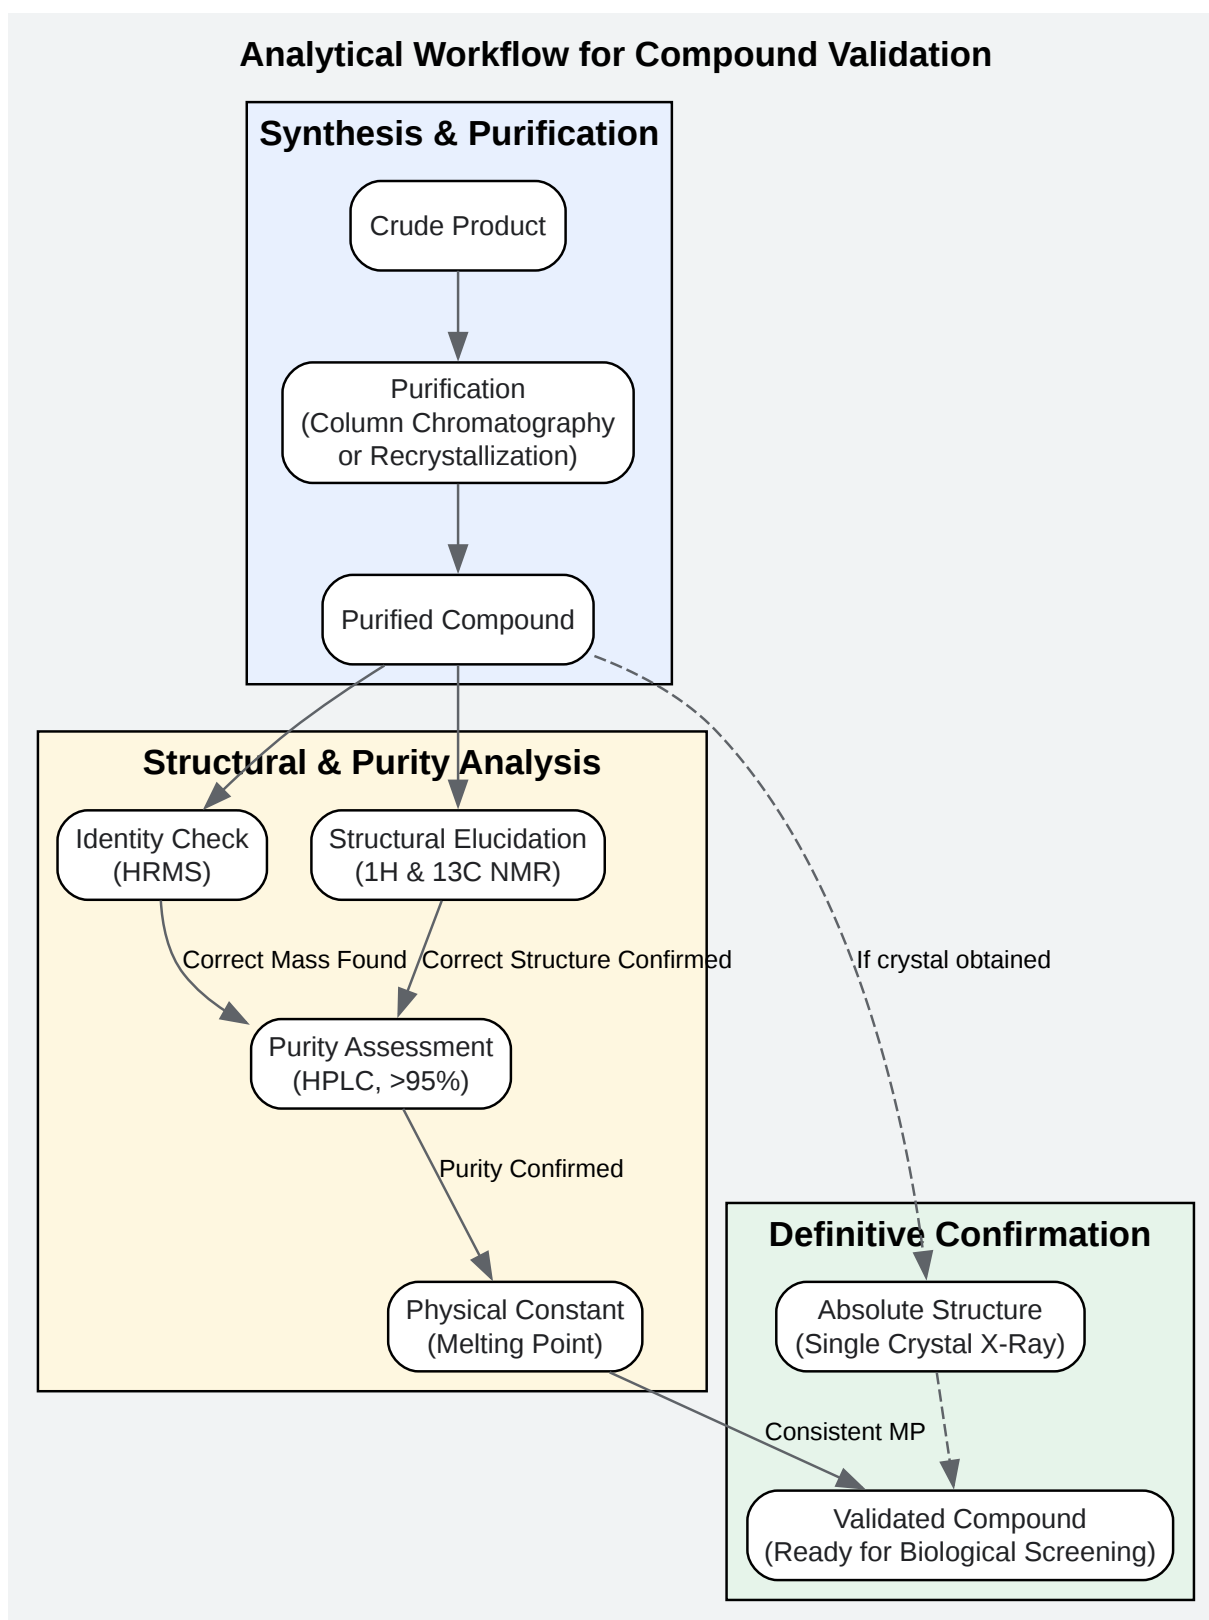 Analytical Workflow for Compound Validation
Synthesis & Purification
Crude Product
Purification
(Column Chromatography
or Recrystallization)
Purified Compound
Structural & Purity Analysis
Identity Check
(HRMS)
Structural Elucidation
(1H & 13C NMR)
Correct Mass Found
Correct Structure Confirmed
If crystal obtained
Purity Assessment
(HPLC, >95%)
Purity Confirmed
Definitive Confirmation
Physical Constant
(Melting Point)
Absolute Structure
(Single Crystal X-Ray)
Consistent MP
Validated Compound
(Ready for Biological Screening)